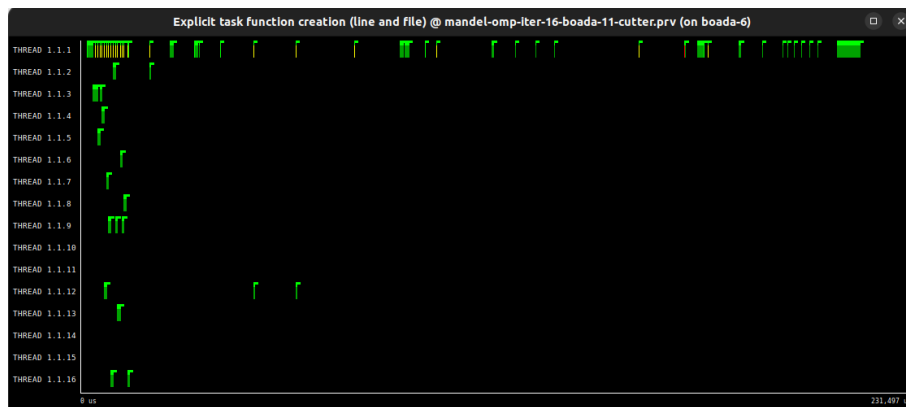 Explicit task function creation (line and file) @ mandel-omp-iter-16-boada-11-cutter.prv (on boada-6)
THREAD 1.1.1
THREAD 1.1.2
THREAD 1.1.3
THREAD 1.1.4
THREAD 1.1.5
THREAD 1.1.6
THREAD 1.1.7
THREAD 1.1.8
THREAD 1.1.9
THREAD 1.1.10
THREAD 1.1.11
THREAD 1.1.12
THREAD 1.1.13
THREAD 1.1.14
THREAD 1.1.15
THREAD 1.1.16
0 us 231,497 u